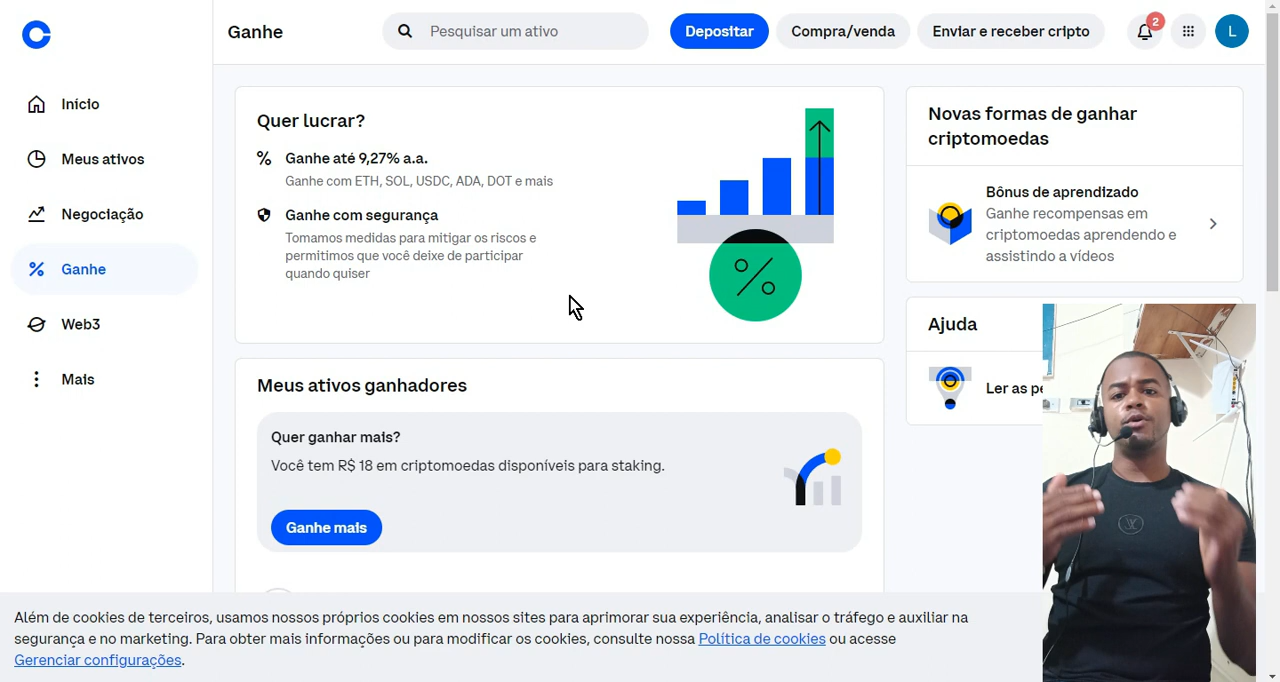 Ganhe
Pesquisar um ativo
Depositar
Compra/venda
Enviar e receber cripto
2
L
Inicio
Meus ativos
Negociação
Ganhe
Web3
Mais
Quer lucrar?
Ganhe até 9,27% a.a.
Ganhe com ETH, SOL, USDC, ADA, DOT e mais
Ganhe com segurança
Tomamos medidas para mitigar os riscos e
permitimos que você deixe de participar
quando quiser
Novas formas de ganhar
criptomoedas
Bônus de aprendizado
Ganhe recompensas em
criptomoedas aprendendo e
assistindo a vídeos
Ajuda
Ler as
Meus ativos ganhadores
Quer ganhar mais?
Você tem R$ 18 em criptomoedas disponíveis para staking.
Ganhe mais
Além de cookies de terceiros, usamos nossos próprios cookies em nossos sites para aprimorar sua experiência, analisar o tráfego e auxiliar na
segurança e no marketing. Para obter mais informações ou para modificar os cookies, consulte nossa Política de cookies ou acesse
Gerenciar configurações.